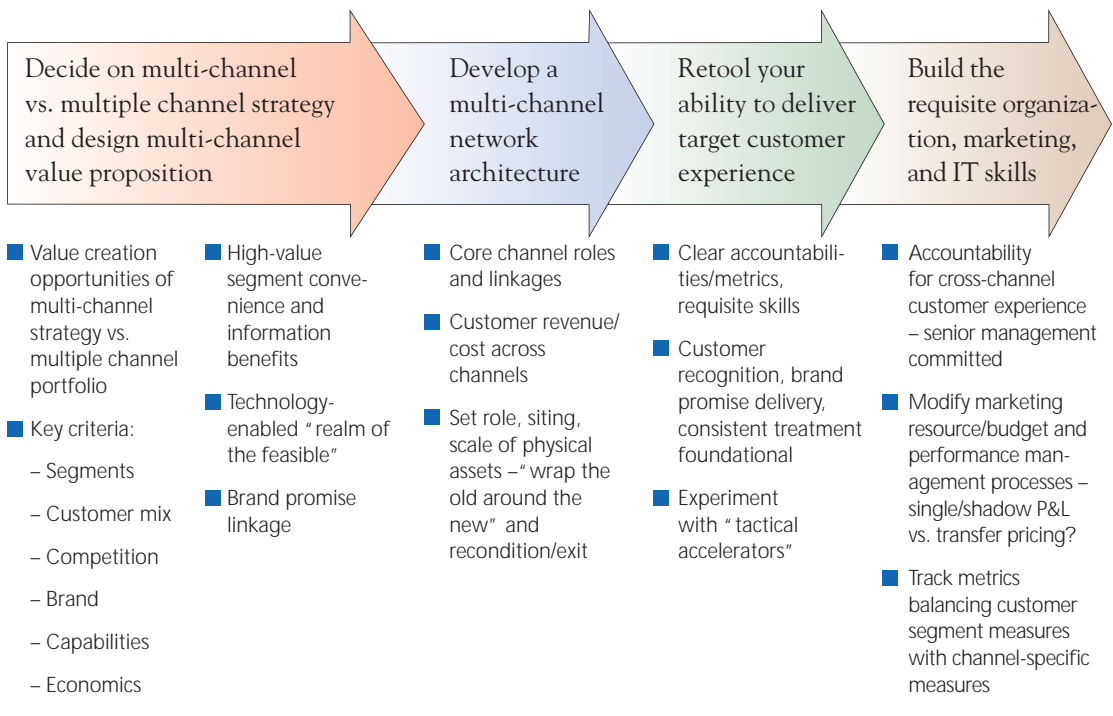 Decide on multi-channel
vs. multiple channel strategy
and design multi-channel
value proposition
Develop a
multi-channel
network
architecture
Retool your
ability to deliver
target customer
experience
Build the
requisite organiza-
tion, marketing,
and IT skills
Value creation
opportunities of
multi-channel
strategy vs.
multiple channel
portfolio
Key criteria:
– Segments
– Customer mix
– Competition
– Brand
– Capabilities
– Economics
High-value
segment conve-
nience and
information
benefits
Technology-
enabled "realm of
the feasible"
Brand promise
linkage
Core channel roles
and linkages
Customer revenue/
cost across
channels
Set role, siting,
scale of physical
assets –"wrap the
old around the
new" and
recondition/exit
Clear accountabili-
ties/metrics,
requisite skills
Customer
recognition, brand
promise delivery,
consistent treatment
foundational
Experiment
with "tactical
accelerators"
Accountability
for cross-channel
customer experience
– senior management
committed
Modify marketing
resource/budget and
performance man-
agement processes –
single/shadow P&L
vs. transfer pricing?
Track metrics
balancing customer
segment measures
with channel-specific
measures